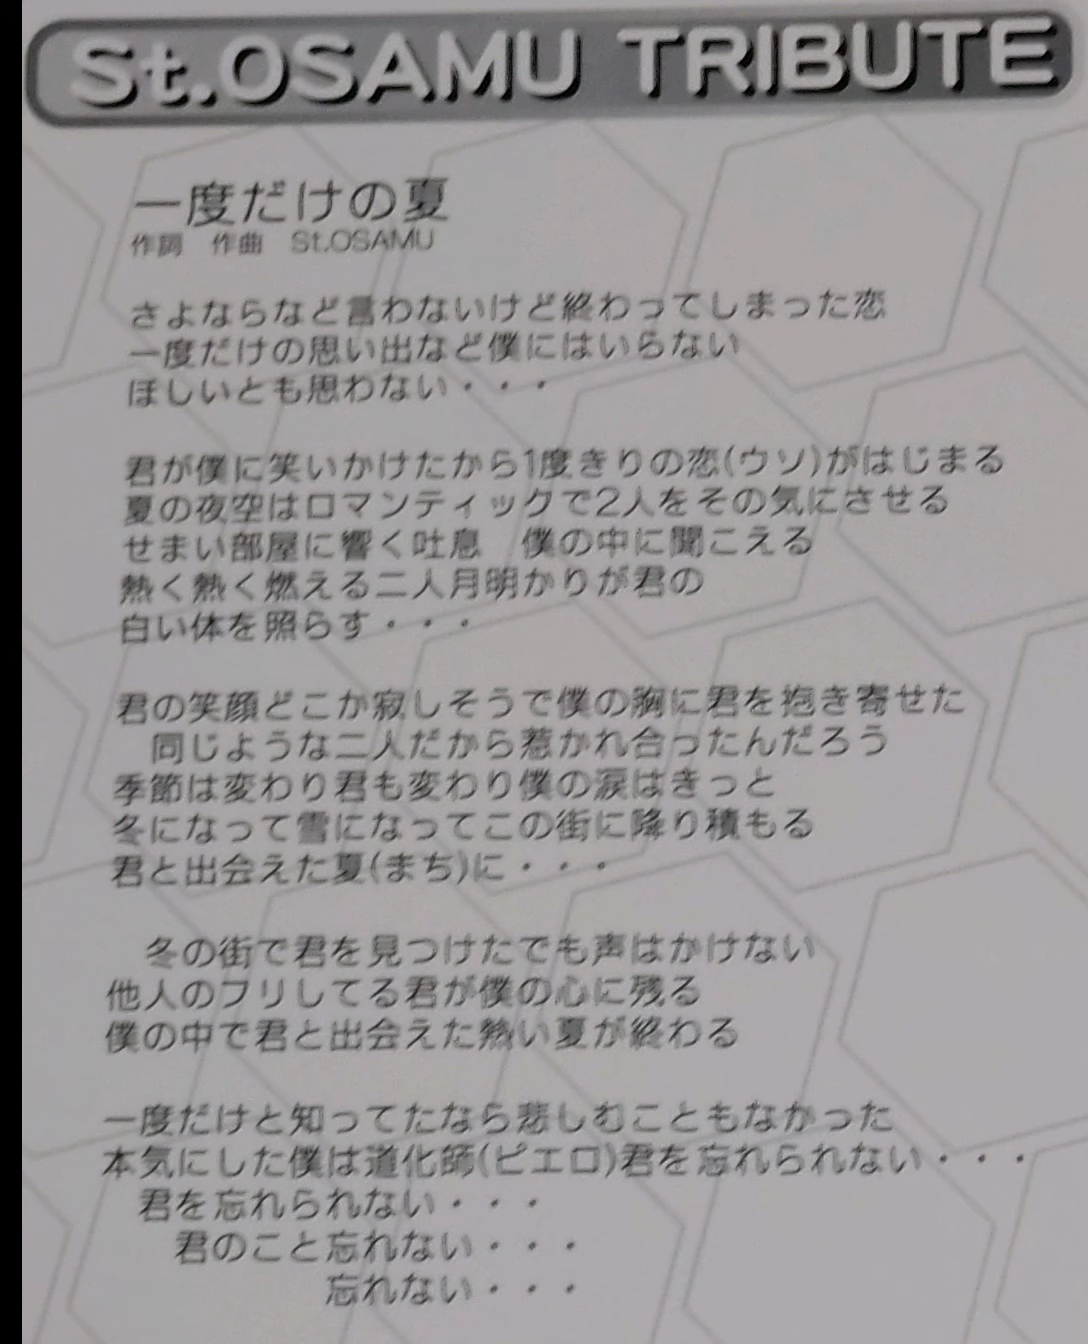 St.OSAMU TRIBUTE
一度だけの夏
作詞　作曲　St.OSAMU
さよならなど言わないけど終わってしまった恋
一度だけの思い出など僕にはいらない
ほしいとも思わない・・・
君が僕に笑いかけたから1度きりの恋(ウソ)がはじまる
夏の夜空はロマンティックで2人をその気にさせる
せまい部屋に響く吐息　僕の中に聞こえる
熱く熱く燃える二人月明かりが君の
白い体を照らす・・・
君の笑顔どこか寂しそうで僕の胸に君を抱き寄せた
同じような二人だから惹かれ合ったんだろう
季節は変わり君も変わり僕の涙はきっと
冬になって雪になってこの街に降り積もる
君と出会えた夏(まち)に・・・
冬の街で君を見つけたでも声はかけない
他人のフリしてる君が僕の心に残る
僕の中で君と出会えた熱い夏が終わる
一度だけと知ってたなら悲しむこともなかった
本気にした僕は道化師(ピエロ)君を忘れられない・・・
君を忘れられない・・・
君のこと忘れない・・・
忘れない・・・